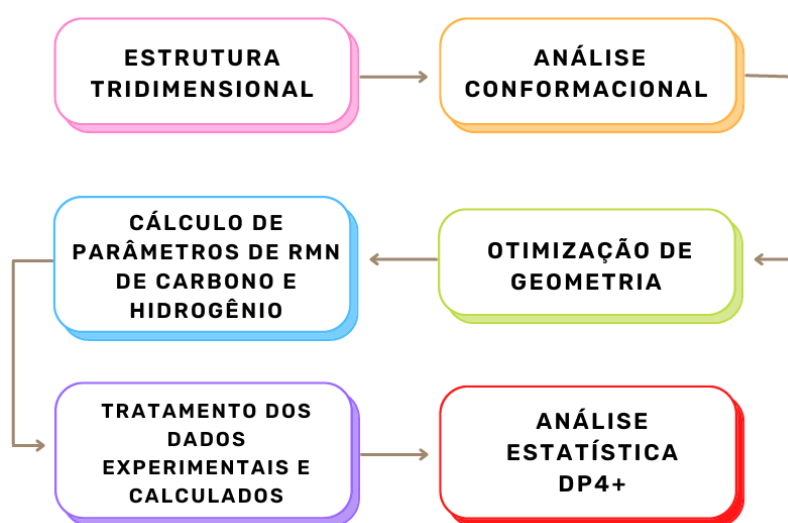 ESTRUTURA
TRIDIMENSIONAL
ANÁLISE
CONFORMACIONAL
OTIMIZAÇÃO DE
GEOMETRIA
CÁLCULO DE
PARÂMETROS DE RMN
DE CARBONO E
HIDROGÊNIO
TRATAMENTO DOS
DADOS
EXPERIMENTAIS E
CALCULADOS
ANÁLISE
ESTATÍSTICA
DP4+